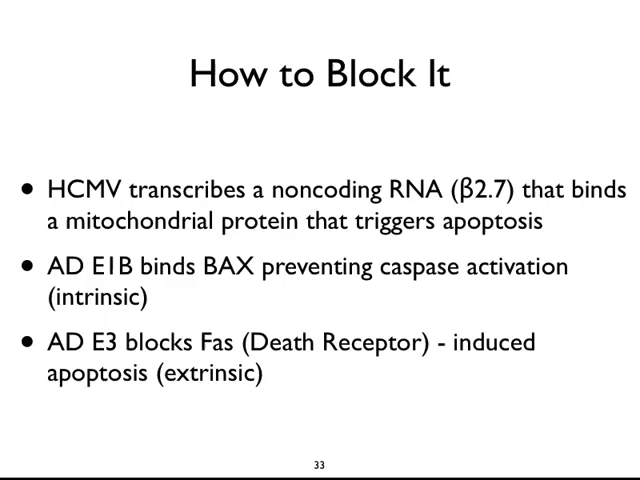 How to Block It
• HCMV transcribes a noncoding RNA (β2.7) that binds
a mitochondrial protein that triggers apoptosis
• AD E1B binds BAX preventing caspase activation
(intrinsic)
• AD E3 blocks Fas (Death Receptor) - induced
apoptosis (extrinsic)
33